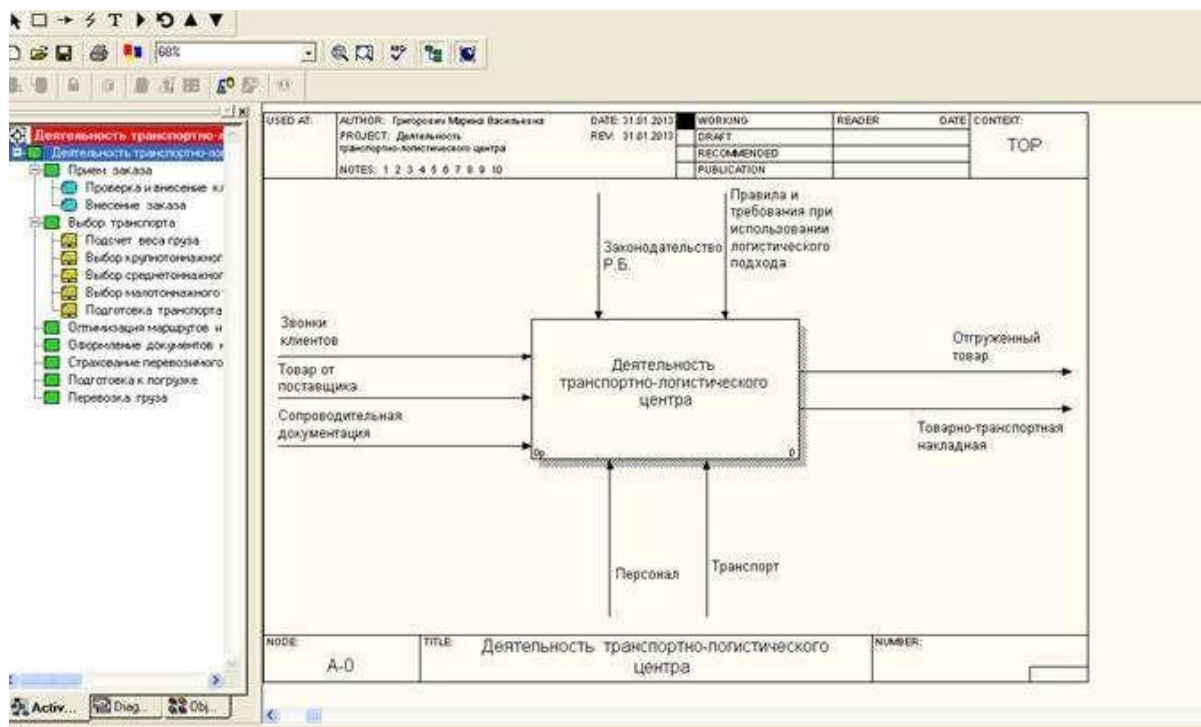 T
68%
Деятельность транспортно-л
Деятельность транспортно-лог
Прием заказа
Проверка и внесение кл
Внесение заказа
Выбор транспорта
Подсчет веса груза
Выбор крупнотоннажног
Выбор среднетоннажног
Выбор малотоннажного
Подготовка транспорта
Оптимизация маршрутов и
Оформление документов
Страхование перевозимого
Подготовка к погрузке
Перевозка груза
Activ... Diag... Obj...
USED AT:
AUTHOR: Григорович Марина Васильевна
PROJECT: Деятельность
транспортно-логистического центра
NOTES: 1 2 3 4 5 6 7 8 9 10
DATE: 31.01.2013
REV: 31.01.2013
WORKING
DRAFT
RECOMMENDED
PUBLICATION
READER DATE
CONTEXT:
TOP
Законодательство
Р.Б.
Правила и
требования при
использовании
логистического
подхода
Звонки
клиентов
Товар от
поставщика
Сопроводительная
документация
Деятельность
транспортно-логистического
центра
0р. 0
Отгруженный
товар
Товарно-транспортная
накладная
Персонал
Транспорт
NODE:
A-0
TITLE:
Деятельность транспортно-логистического
центра
NUMBER: